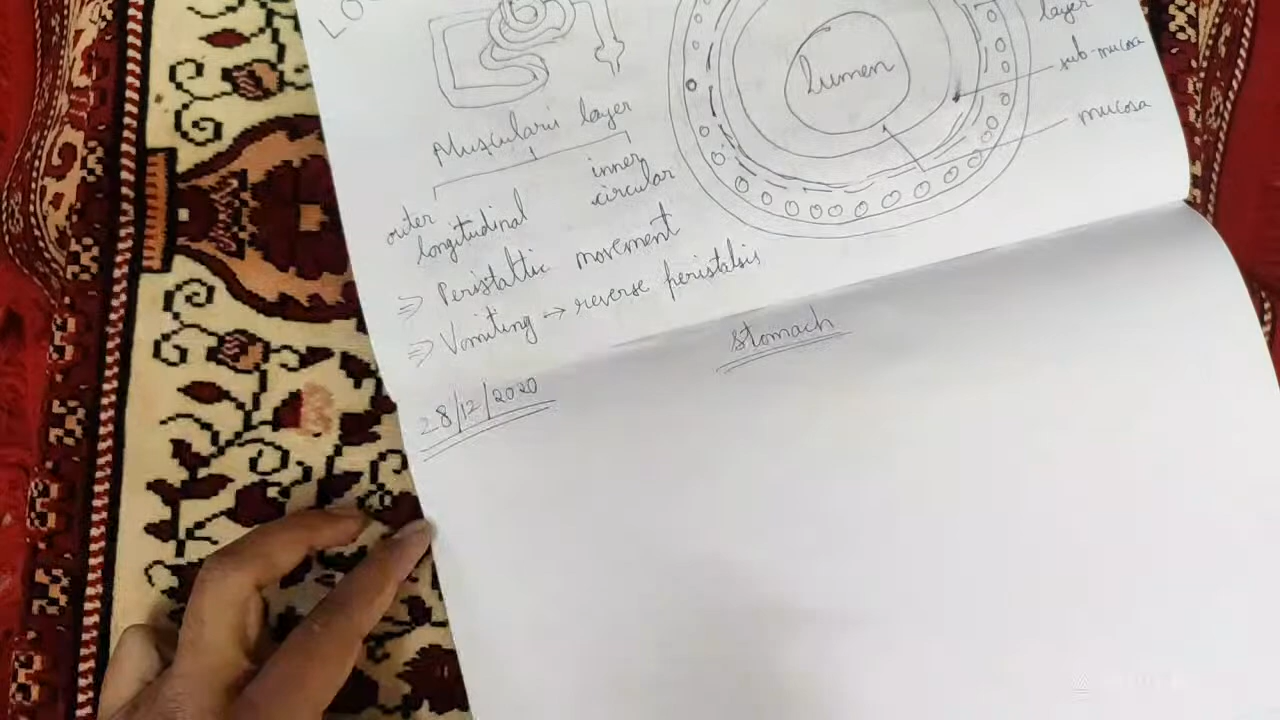 LO
layer
lumen
sub-mucosa
mucosa
Muscularis layer
outer longitudinal
inner circular
⇒ Peristaltic movement
⇒ Vomiting → reverse peristalsis
Stomach
28/12/2020